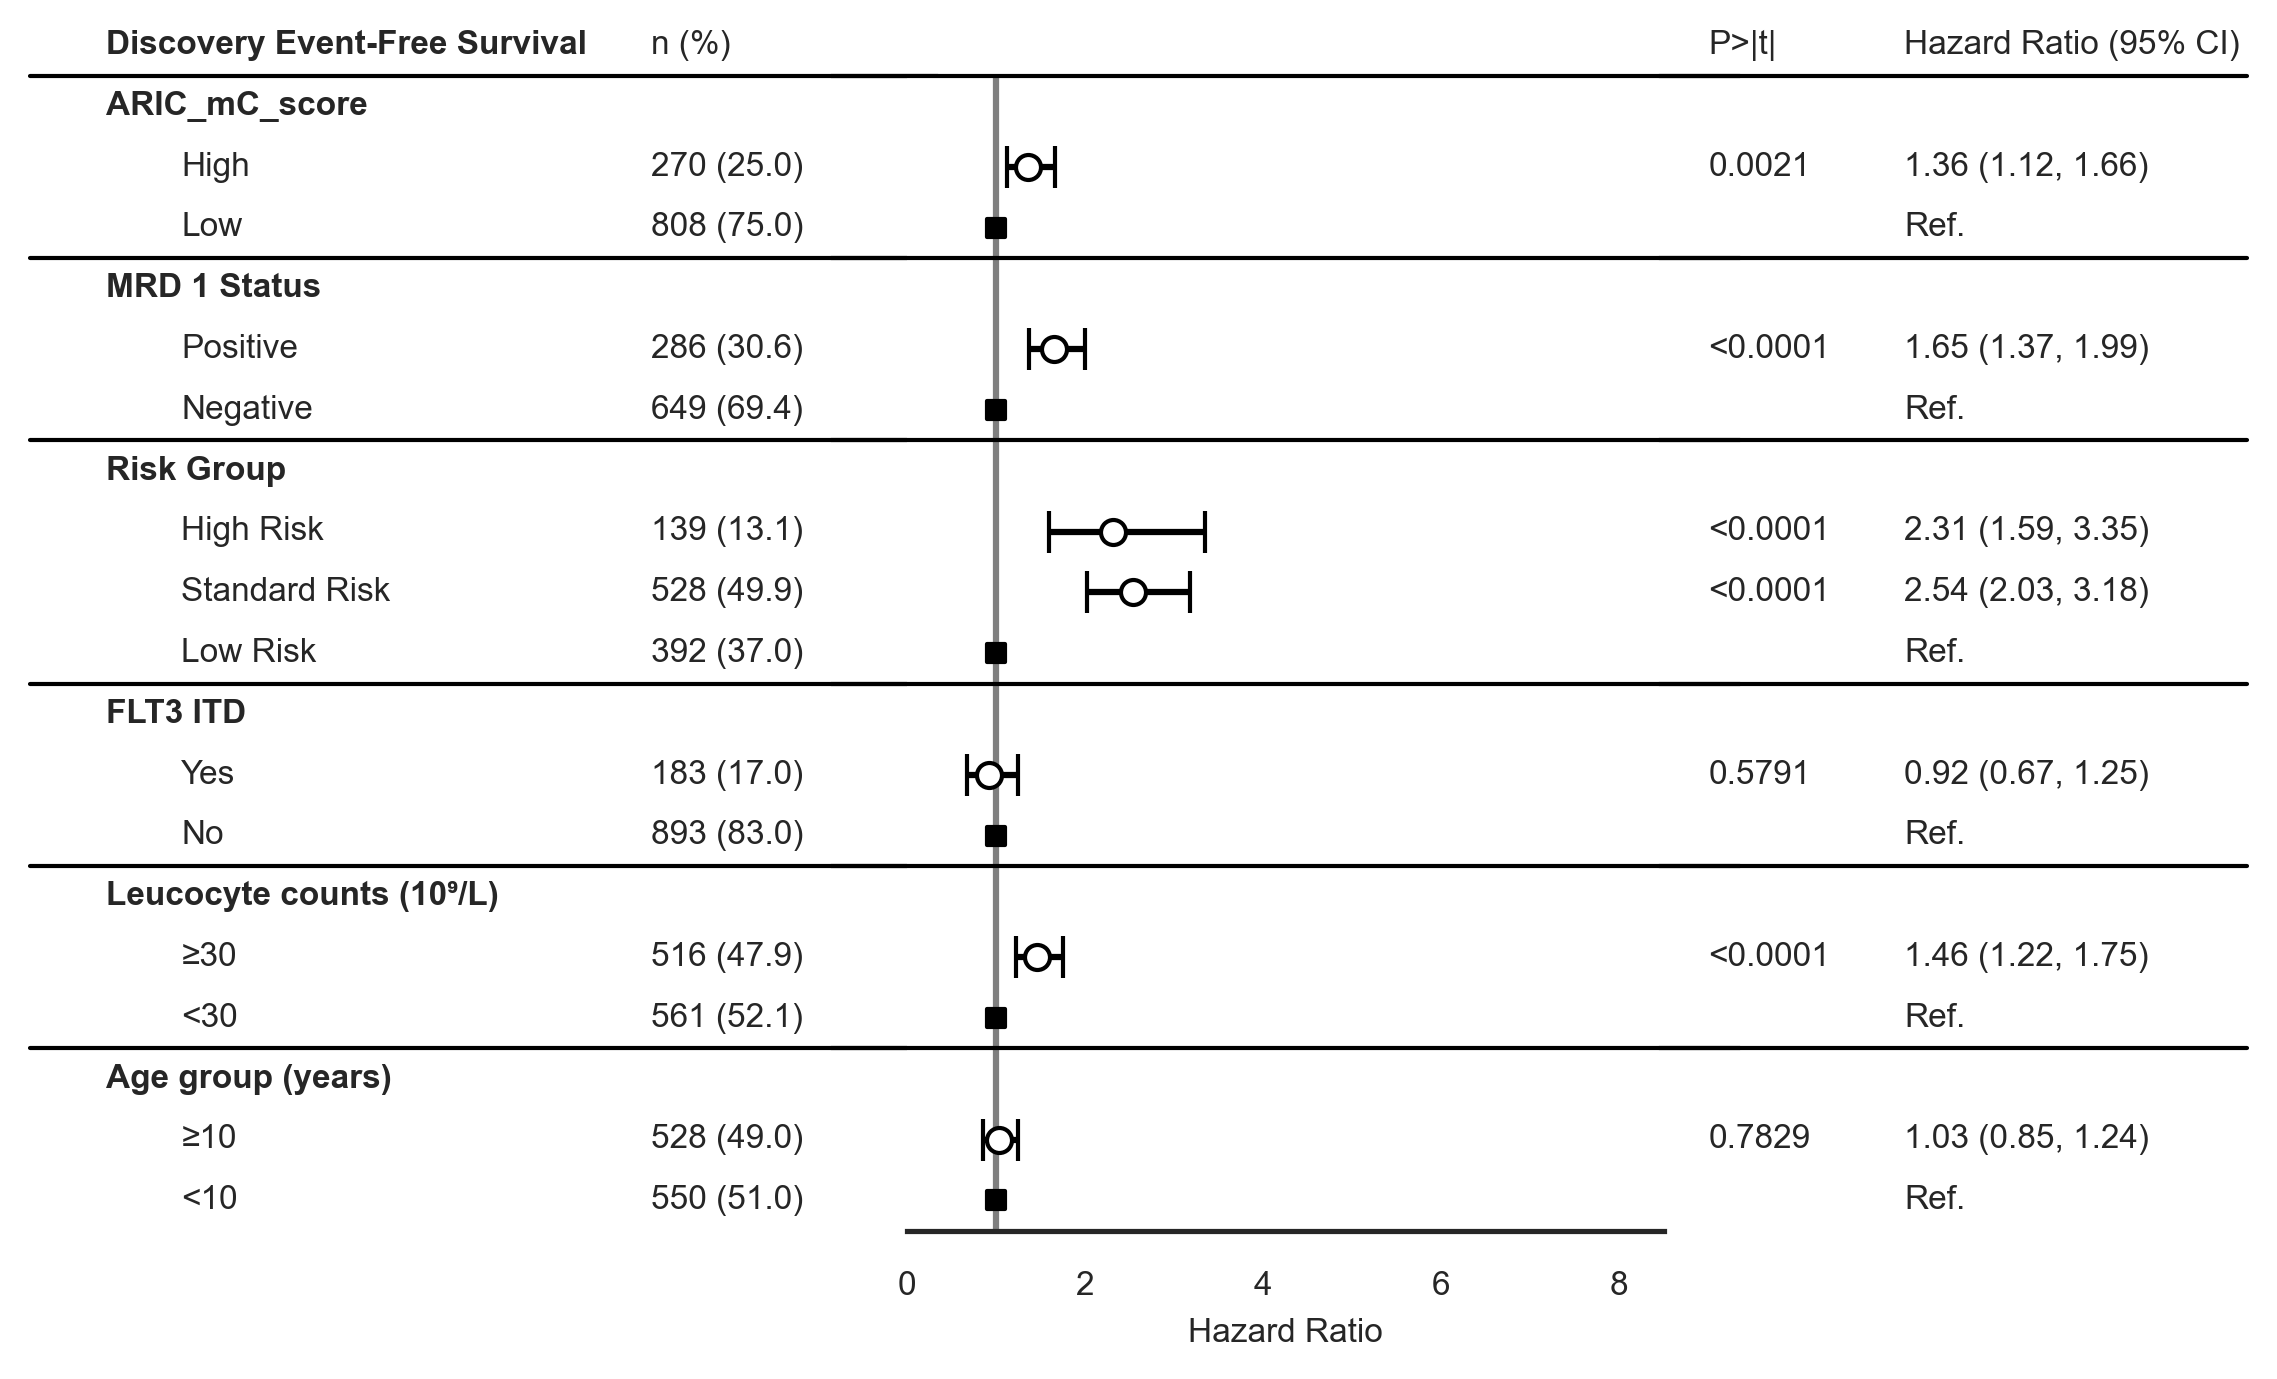 Discovery Event-Free Survival n (%) P>|t| Hazard Ratio (95% CI)
ARIC_mC_score
High 270 (25.0) 0.0021 1.36 (1.12, 1.66)
Low 808 (75.0) Ref.
MRD 1 Status
Positive 286 (30.6) <0.0001 1.65 (1.37, 1.99)
Negative 649 (69.4) Ref.
Risk Group
High Risk 139 (13.1) <0.0001 2.31 (1.59, 3.35)
Standard Risk 528 (49.9) <0.0001 2.54 (2.03, 3.18)
Low Risk 392 (37.0) Ref.
FLT3 ITD
Yes 183 (17.0) 0.5791 0.92 (0.67, 1.25)
No 893 (83.0) Ref.
Leucocyte counts (10⁹/L)
≥30 516 (47.9) <0.0001 1.46 (1.22, 1.75)
<30 561 (52.1) Ref.
Age group (years)
≥10 528 (49.0) 0.7829 1.03 (0.85, 1.24)
<10 550 (51.0) Ref.
0 2 4 6 8
Hazard Ratio